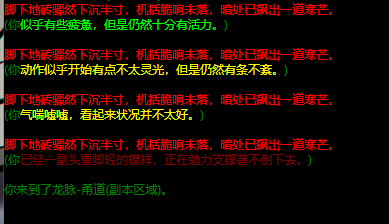 脚下地砖骤然下沉半寸，机括脆响未落，暗处已飙出一道寒芒。
(你似乎有些疲惫，但是仍然十分有活力。)
脚下地砖骤然下沉半寸，机括脆响未落，暗处已飙出一道寒芒。
(你动作似乎开始有点不太灵光，但是仍然有条不紊。)
脚下地砖骤然下沉半寸，机括脆响未落，暗处已飙出一道寒芒。
(你气喘嘘嘘，看起来状况并不太好。)
脚下地砖骤然下沉半寸，机括脆响未落，暗处已飙出一道寒芒。
(你已经一副头重脚轻的模样，正在勉力支撑着不倒下去。)
你来到了龙脉-甬道(副本区域)。